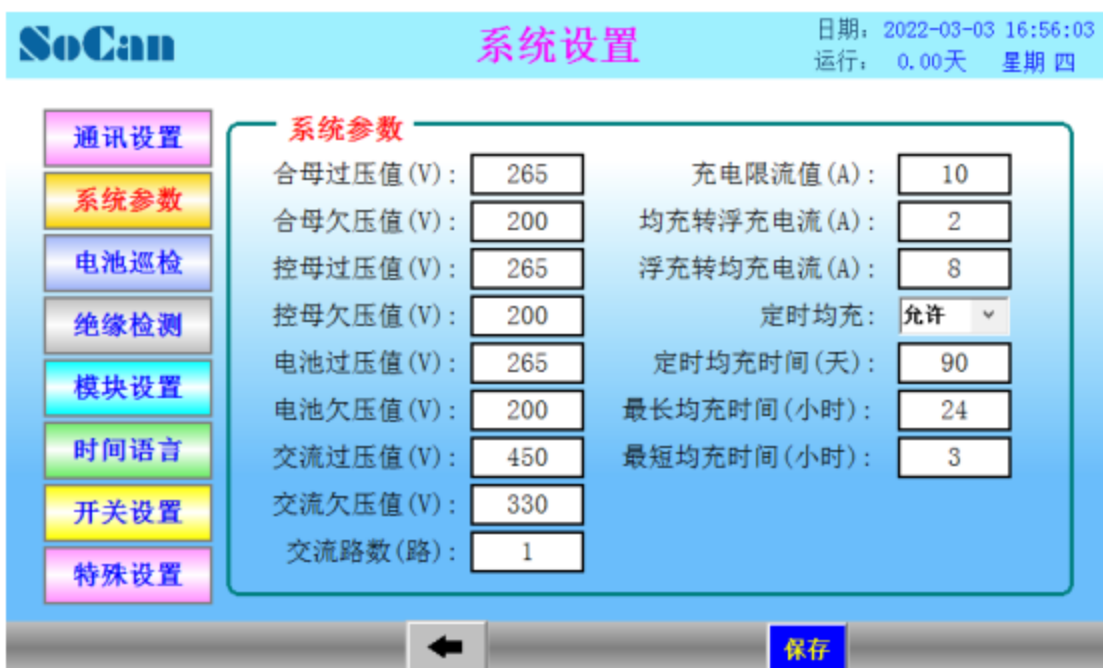 SoCan
系统设置
日期: 2022-03-03 16:56:03
运行: 0.00天 星期 四
通讯设置
系统参数
电池巡检
绝缘检测
模块设置
时间语言
开关设置
特殊设置
系统参数
合母过压值(V): 265
合母欠压值(V): 200
控母过压值(V): 265
控母欠压值(V): 200
电池过压值(V): 265
电池欠压值(V): 200
交流过压值(V): 450
交流欠压值(V): 330
交流路数(路): 1
充电限流值(A): 10
均充转浮充电流(A): 2
浮充转均充电流(A): 8
定时均充: 允许
定时均充时间(天): 90
最长均充时间(小时): 24
最短均充时间(小时): 3
保存